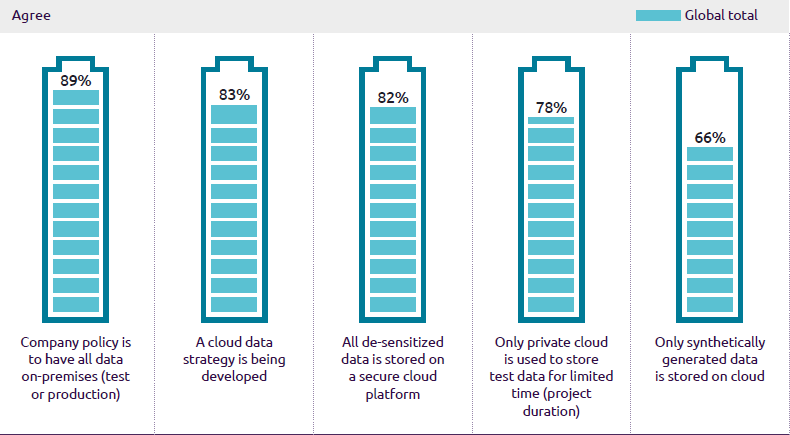 Agree
Global total
89%
83%
82%
78%
66%
Company policy is
to have all data
on-premises (test
or production)
A cloud data
strategy is being
developed
All de-sensitized
data is stored on
a secure cloud
platform
Only private cloud
is used to store
test data for limited
time (project
duration)
Only synthetically
generated data
is stored on cloud